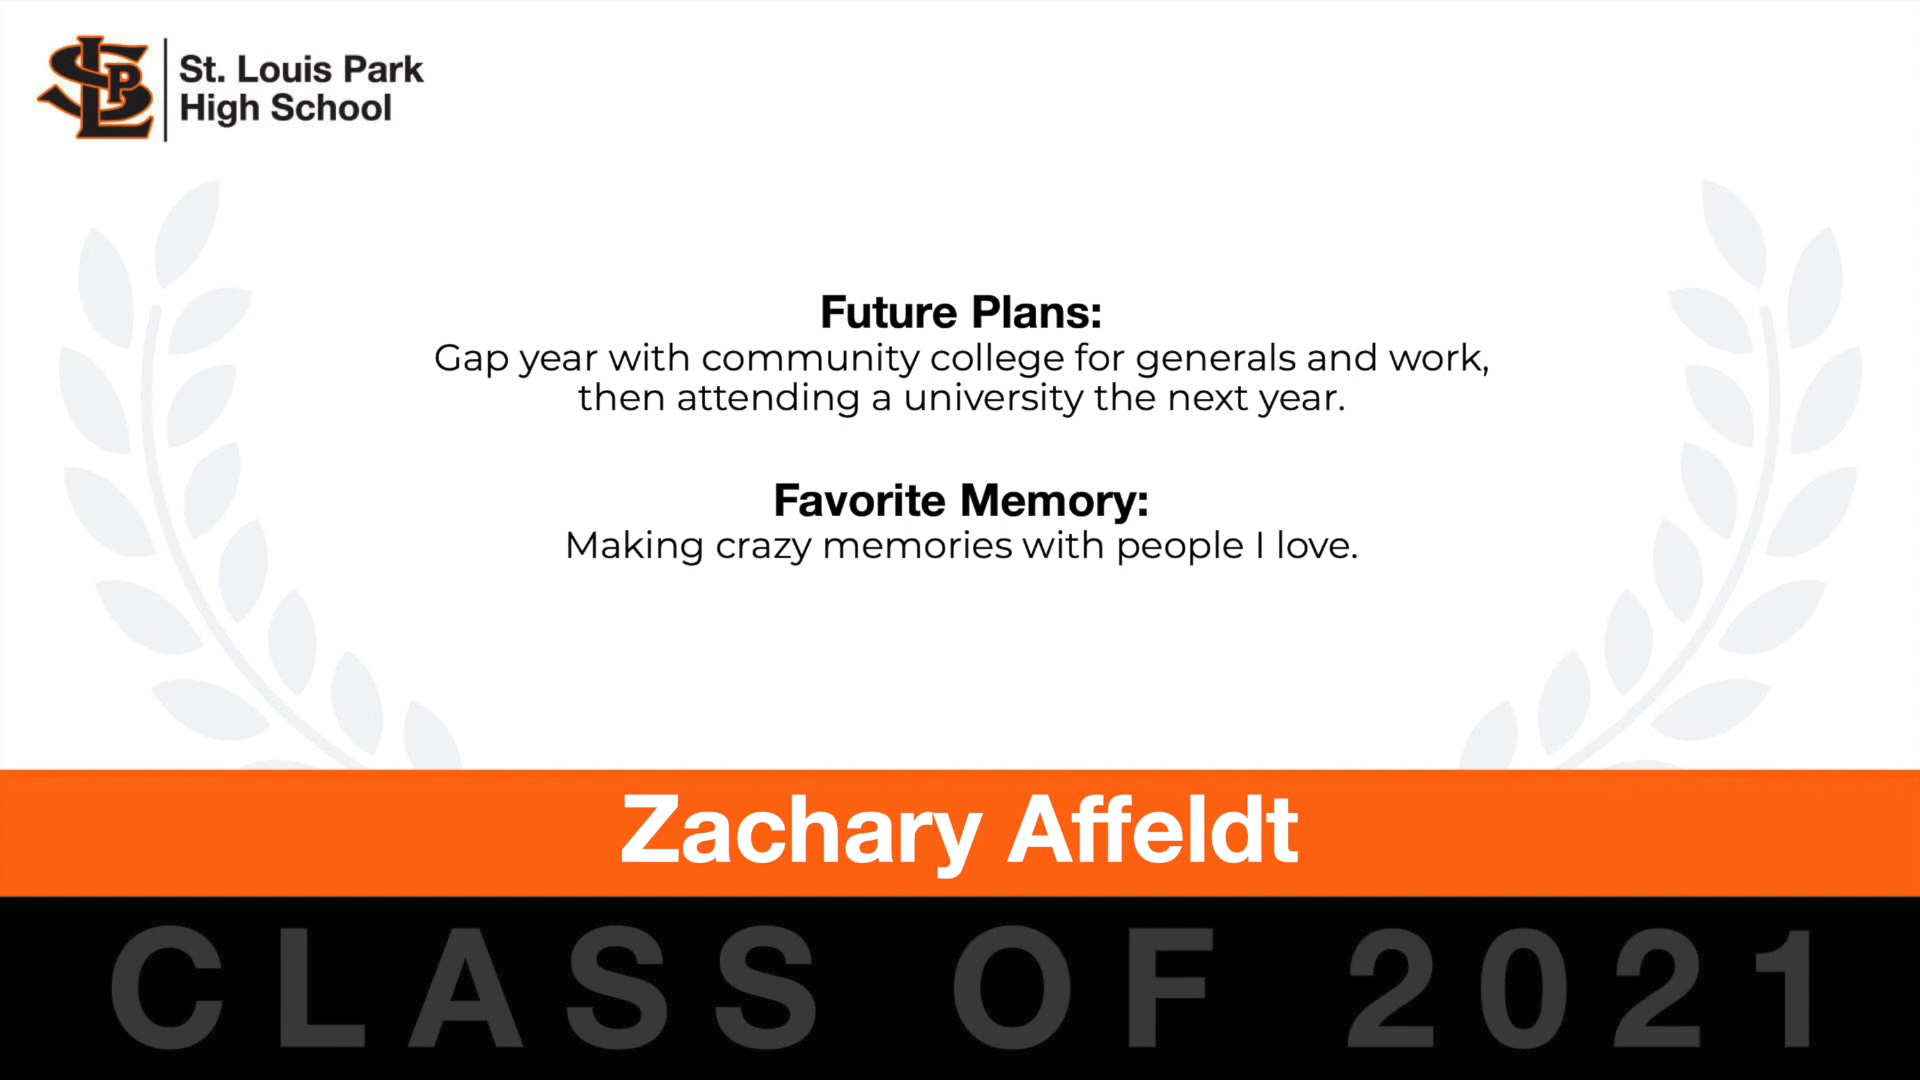 SLP
St. Louis Park
High School
Future Plans:
Gap year with community college for generals and work,
then attending a university the next year.
Favorite Memory:
Making crazy memories with people I love.
Zachary Affeldt
CLASS OF 2021